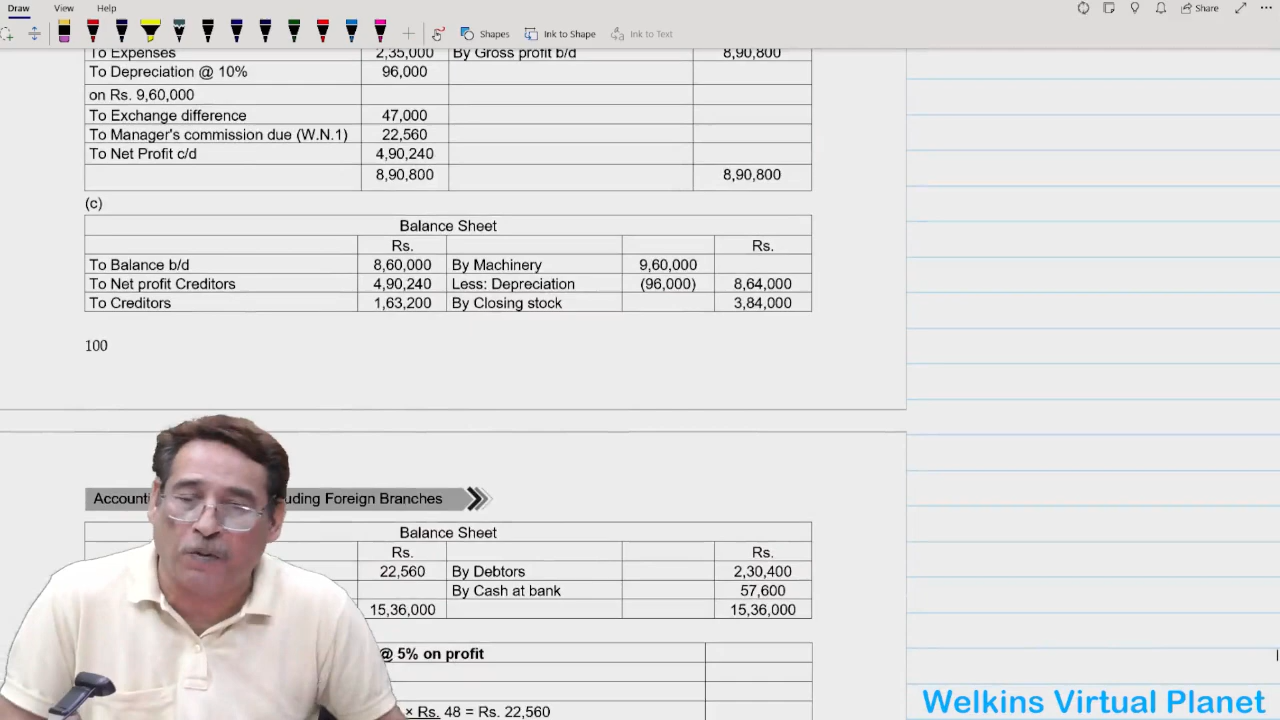 Draw View Help Share
Shapes Ink to Shape Ink to Text
To Expenses 2,35,000 By Gross profit b/d 8,90,800
To Depreciation @ 10% 96,000
on Rs. 9,60,000
To Exchange difference 47,000
To Manager's commission due (W.N.1) 22,560
To Net Profit c/d 4,90,240
8,90,800 8,90,800
(c)
Balance Sheet
Rs. Rs.
To Balance b/d 8,60,000 By Machinery 9,60,000
To Net profit Creditors 4,90,240 Less: Depreciation (96,000) 8,64,000
To Creditors 1,63,200 By Closing stock 3,84,000
100
Foreign Branches
Balance Sheet
Rs. Rs.
22,560 By Debtors 2,30,400
By Cash at bank 57,600
15,36,000 15,36,000
@ 5% on profit
× Rs. 48 = Rs. 22,560
Welkins Virtual Planet